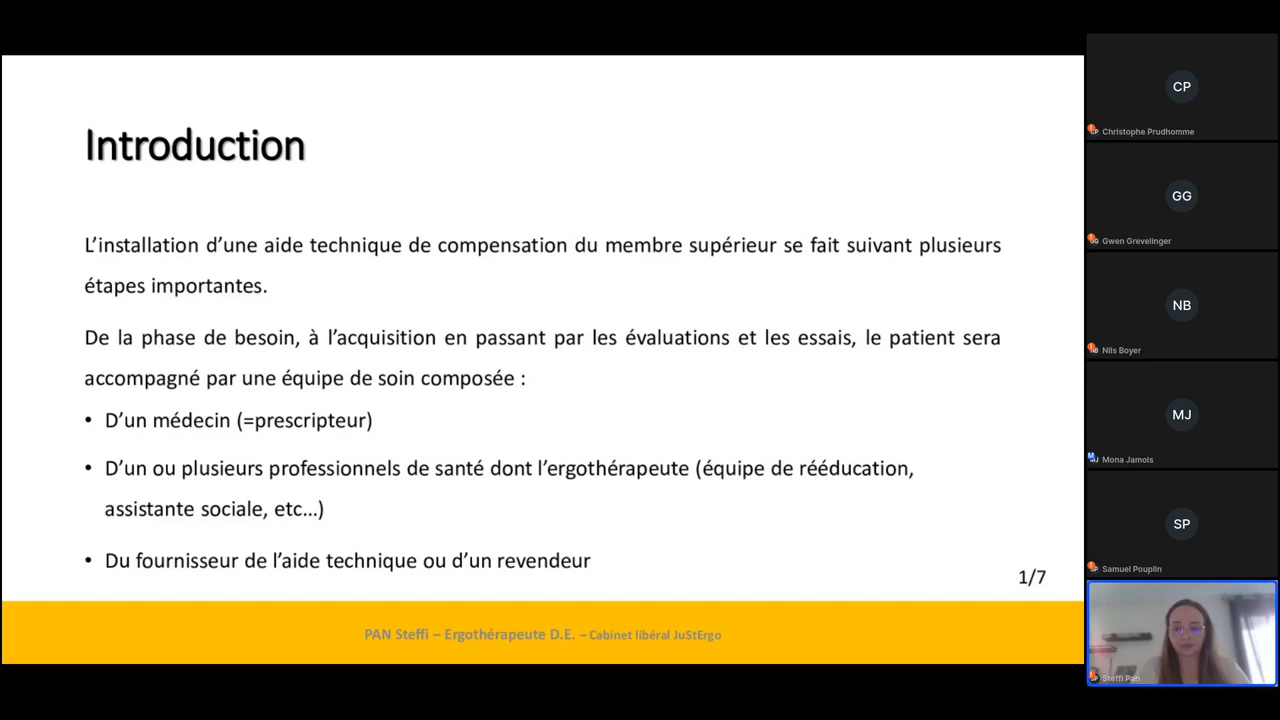 Introduction
L’installation d’une aide technique de compensation du membre supérieur se fait suivant plusieurs
étapes importantes.
De la phase de besoin, à l’acquisition en passant par les évaluations et les essais, le patient sera
accompagné par une équipe de soin composée :
• D’un médecin (=prescripteur)
• D’un ou plusieurs professionnels de santé dont l’ergothérapeute (équipe de rééducation,
assistante sociale, etc…)
• Du fournisseur de l’aide technique ou d’un revendeur
1/7
PAN Steffi – Ergothérapeute D.E. – Cabinet libéral JuStErgo
CP
Christophe Prudhomme
GG
Gwen Grevelinger
NB
Nils Boyer
MJ
Mona Jamois
SP
Samuel Pouplin
Steffi Pan